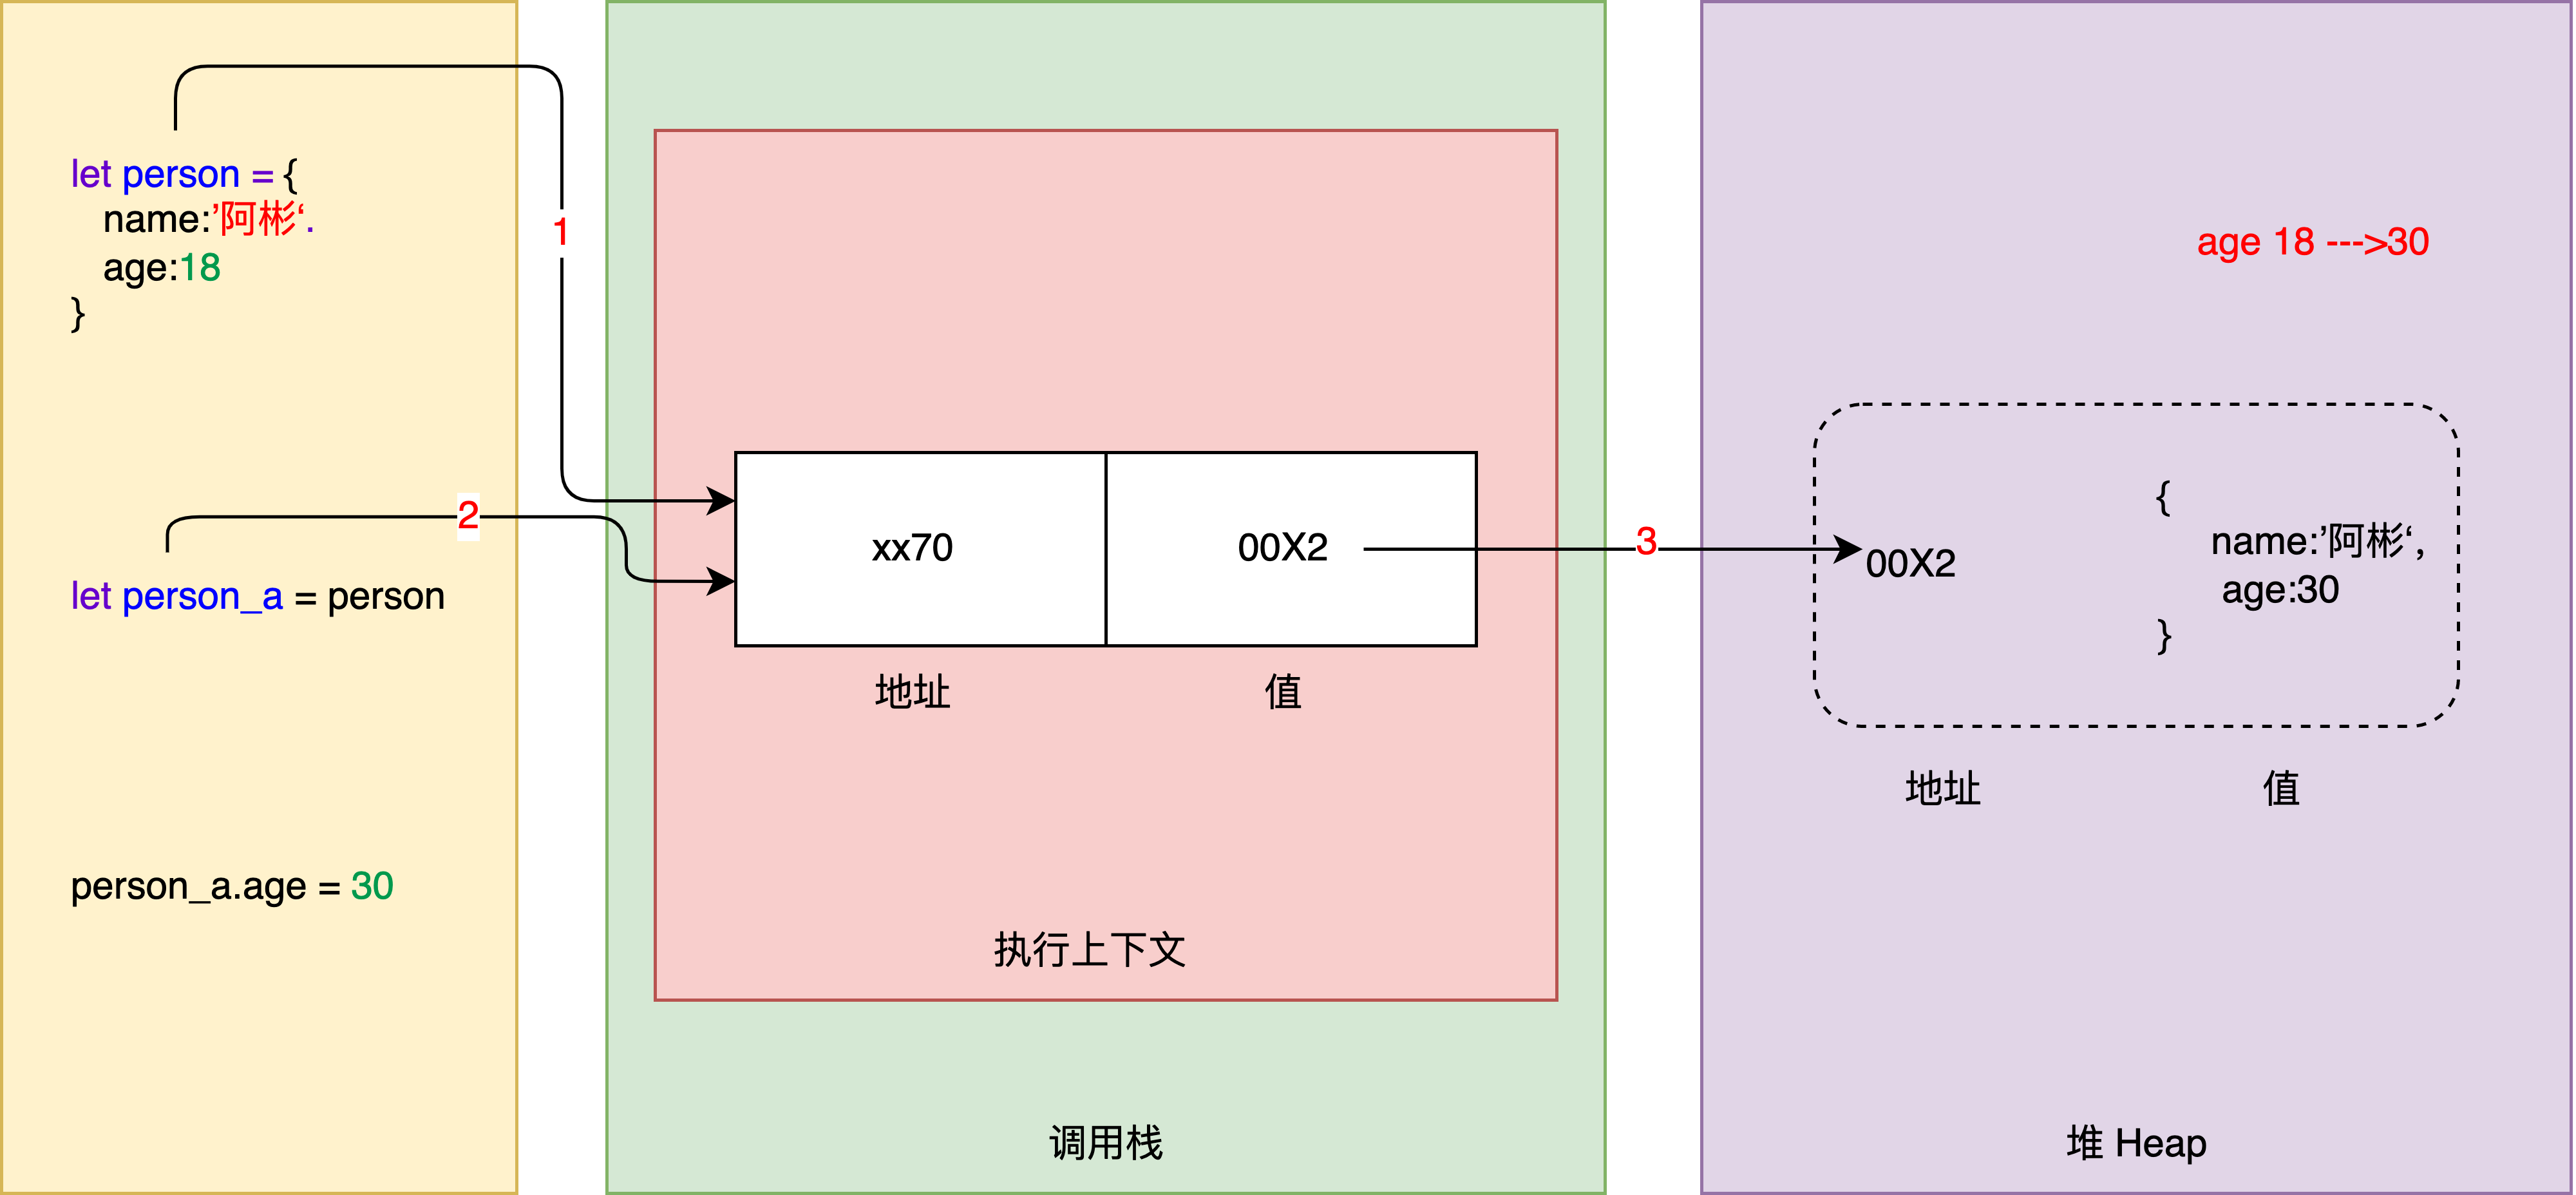 let person = {
name:’阿彬‘.
age:18
}
1
2
let person_a = person
person_a.age = 30
xx70
00X2
地址
值
执行上下文
调用栈
3
age 18 --->30
00X2
{
name:’阿彬‘,
age:30
}
地址
值
堆 Heap